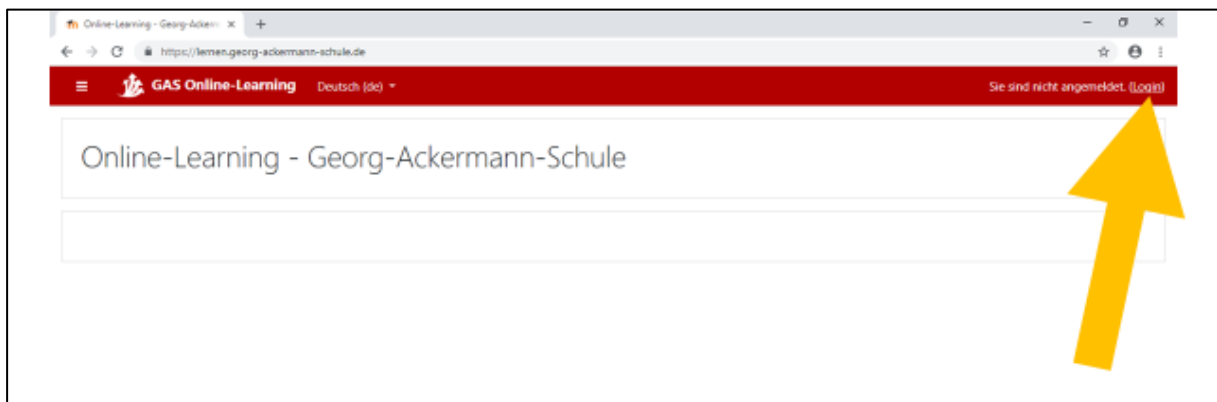 Online-Learning - Georg-Ackerm
https://lernen.georg-ackermann-schule.de
GAS Online-Learning Deutsch (de)
Sie sind nicht angemeldet. (Login)
Online-Learning - Georg-Ackermann-Schule